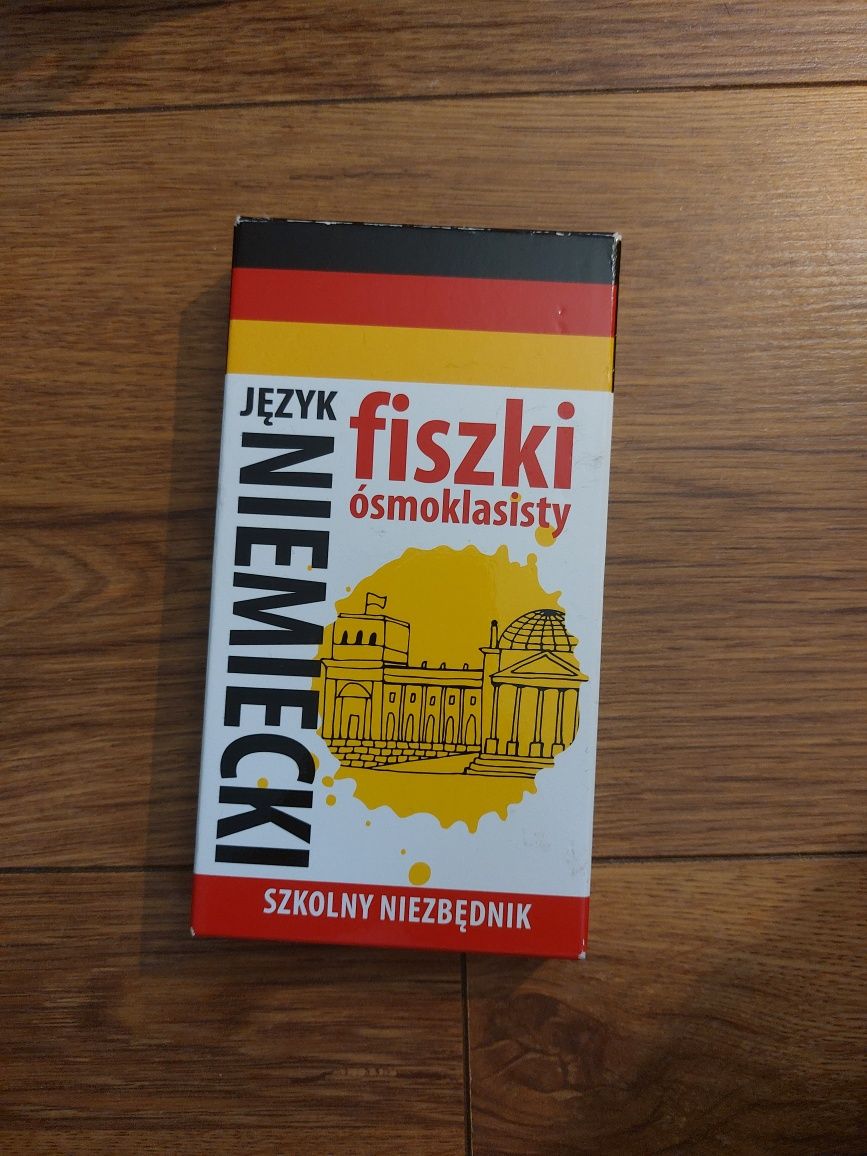 JĘZYK
NIEMIECKI
fiszki
ósmoklasisty
SZKOLNY NIEZBĘDNIK